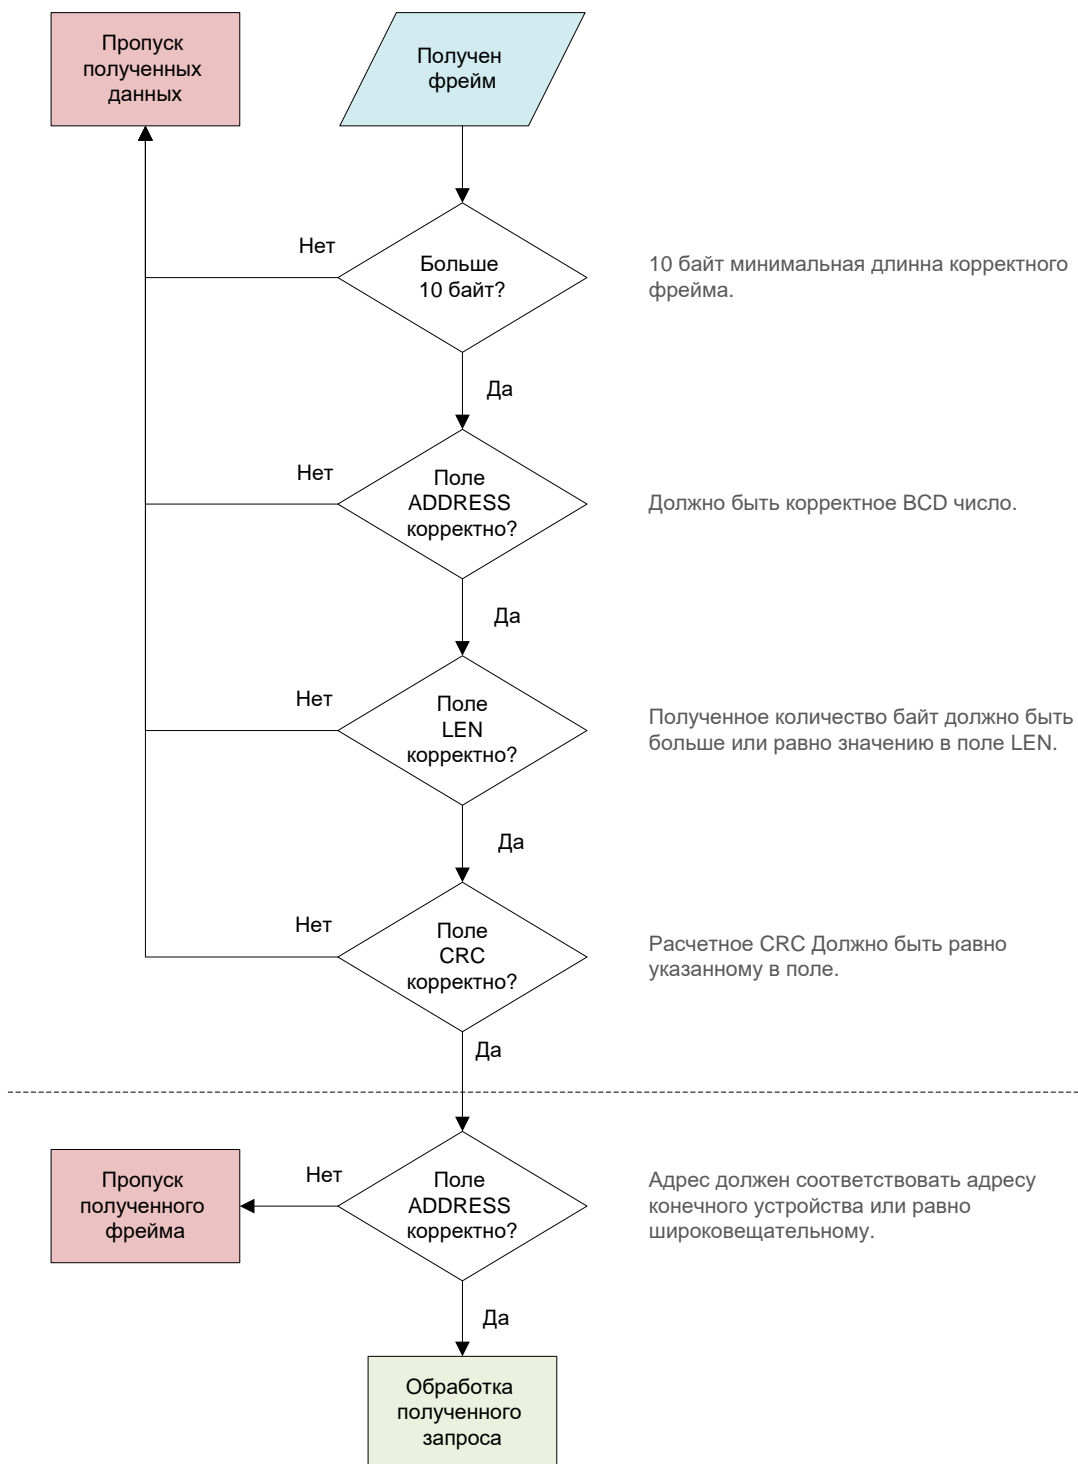 Пропуск
полученных
данных
Получен
фрейм
Нет
Больше
10 байт?
10 байт минимальная длинна корректного
фрейма.
Да
Нет
Поле
ADDRESS
корректно?
Должно быть корректное BCD число.
Да
Нет
Поле
LEN
корректно?
Полученное количество байт должно быть
больше или равно значению в поле LEN.
Да
Нет
Поле
CRC
корректно?
Расчетное CRC Должно быть равно
указанному в поле.
Да
Пропуск
полученного
фрейма
Нет
Поле
ADDRESS
корректно?
Адрес должен соответствовать адресу
конечного устройства или равно
широковещательному.
Да
Обработка
полученного
запроса